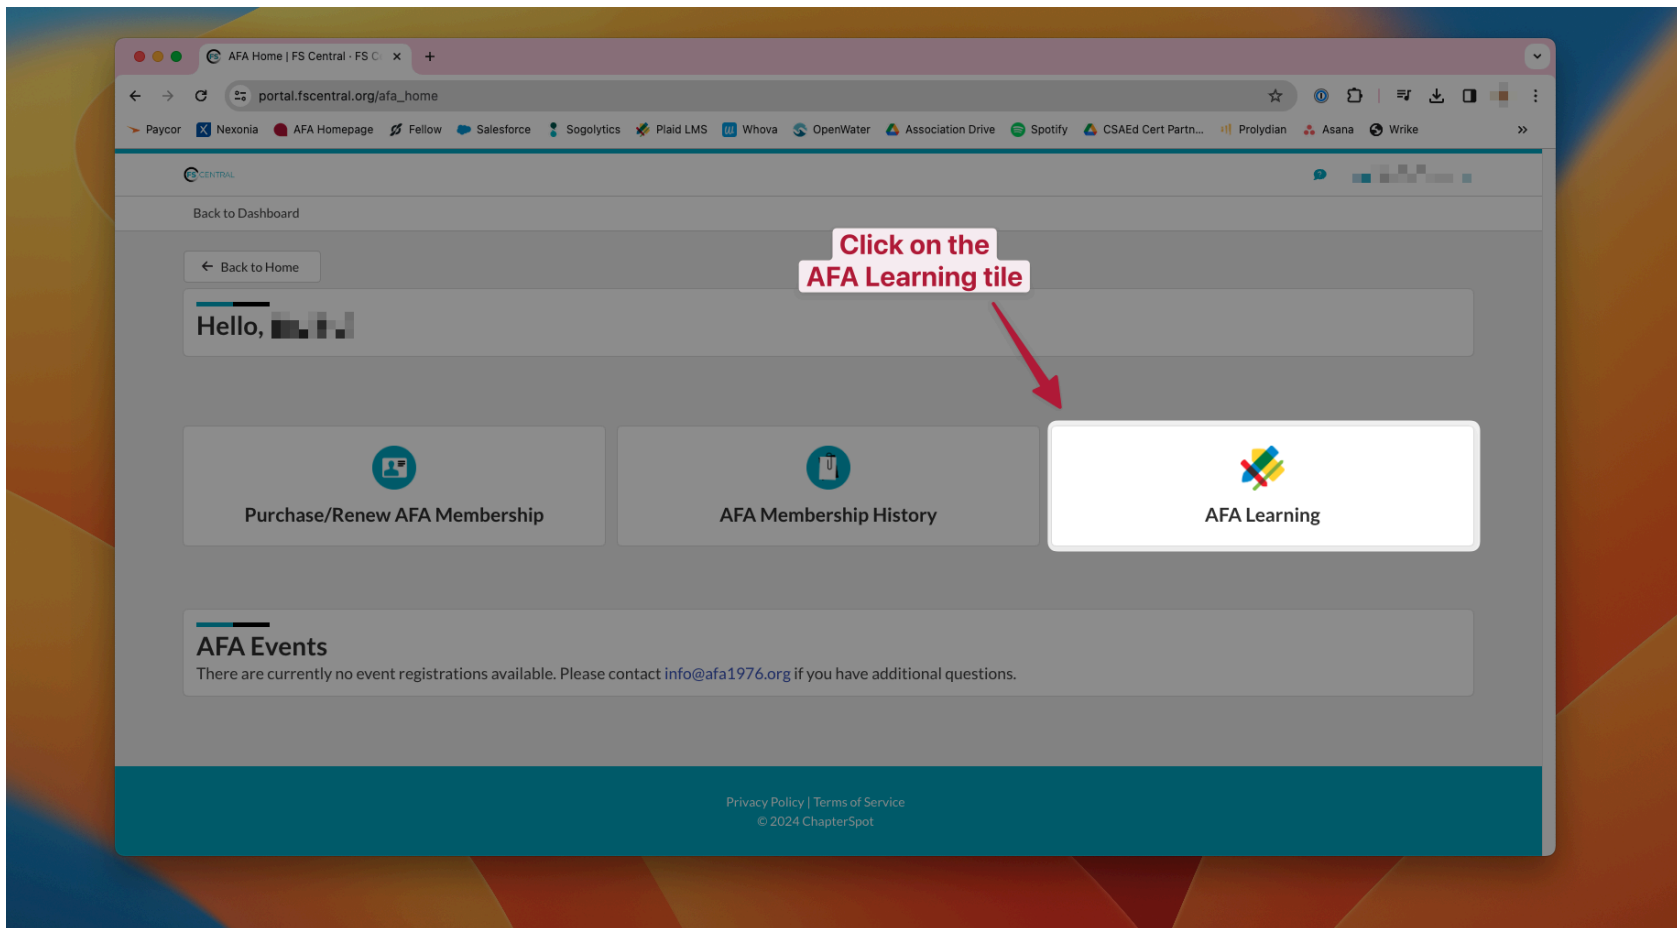 AFA Home | FS Central - FS C
portal.fscentral.org/afa_home
Paycor Nexonia AFA Homepage Fellow Salesforce Sogolytics Plaid LMS Whova OpenWater Association Drive Spotify CSAEd Cert Partn... Prolydian Asana Wrike
FS CENTRAL
Back to Dashboard
Back to Home
Click on the
AFA Learning tile
Hello,
Purchase/Renew AFA Membership
AFA Membership History
AFA Learning
AFA Events
There are currently no event registrations available. Please contact info@afa1976.org if you have additional questions.
Privacy Policy | Terms of Service
© 2024 ChapterSpot